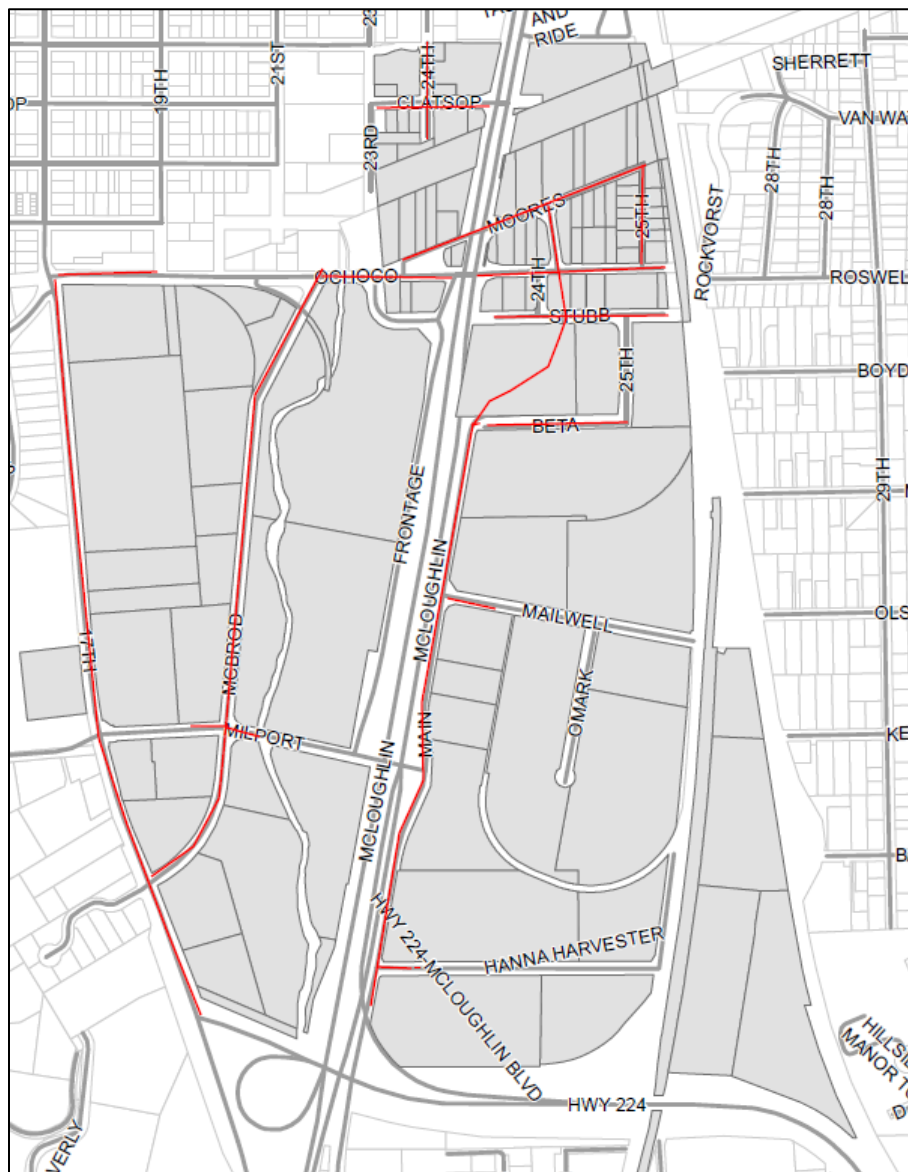 AND
RIDE
24TH
21ST
19TH
SHERRETT
CLATSOP
VAN WA
23RD
28TH
28TH
MOORES
25TH
ROCKVORST
OCHOCO
24TH
ROSWEL
STUBB
25TH
BOYD
BETA
FRONTAGE
29TH
MCLOUGHLIN
MAILWELL
OLS
17TH
MCBROD
OMARK
MILPORT
MAIN
KE
MCLOUGHLIN
BA
HWY 224-MCLOUGHLIN BLVD
HANNA HARVESTER
HILLSI
MANOR TO
HWY 224
VERLY